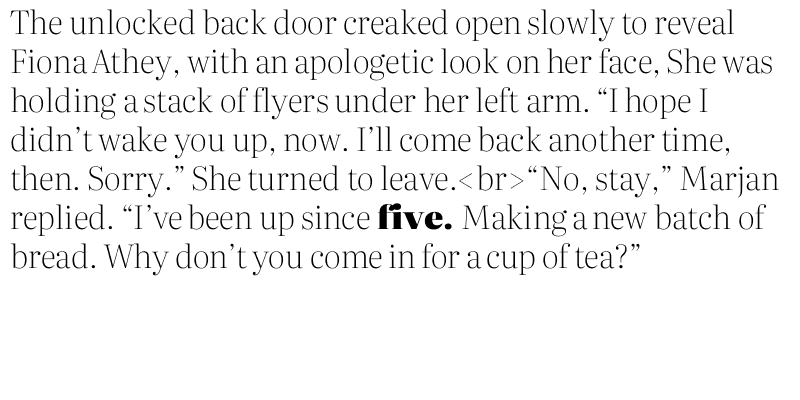 The unlocked back door creaked open slowly to reveal
Fiona Athey, with an apologetic look on her face, She was
holding a stack of flyers under her left arm. “I hope I
didn’t wake you up, now. I’ll come back another time,
then. Sorry.” She turned to leave.<br>“No, stay,” Marjan
replied. “I’ve been up since five. Making a new batch of
bread. Why don’t you come in for a cup of tea?”